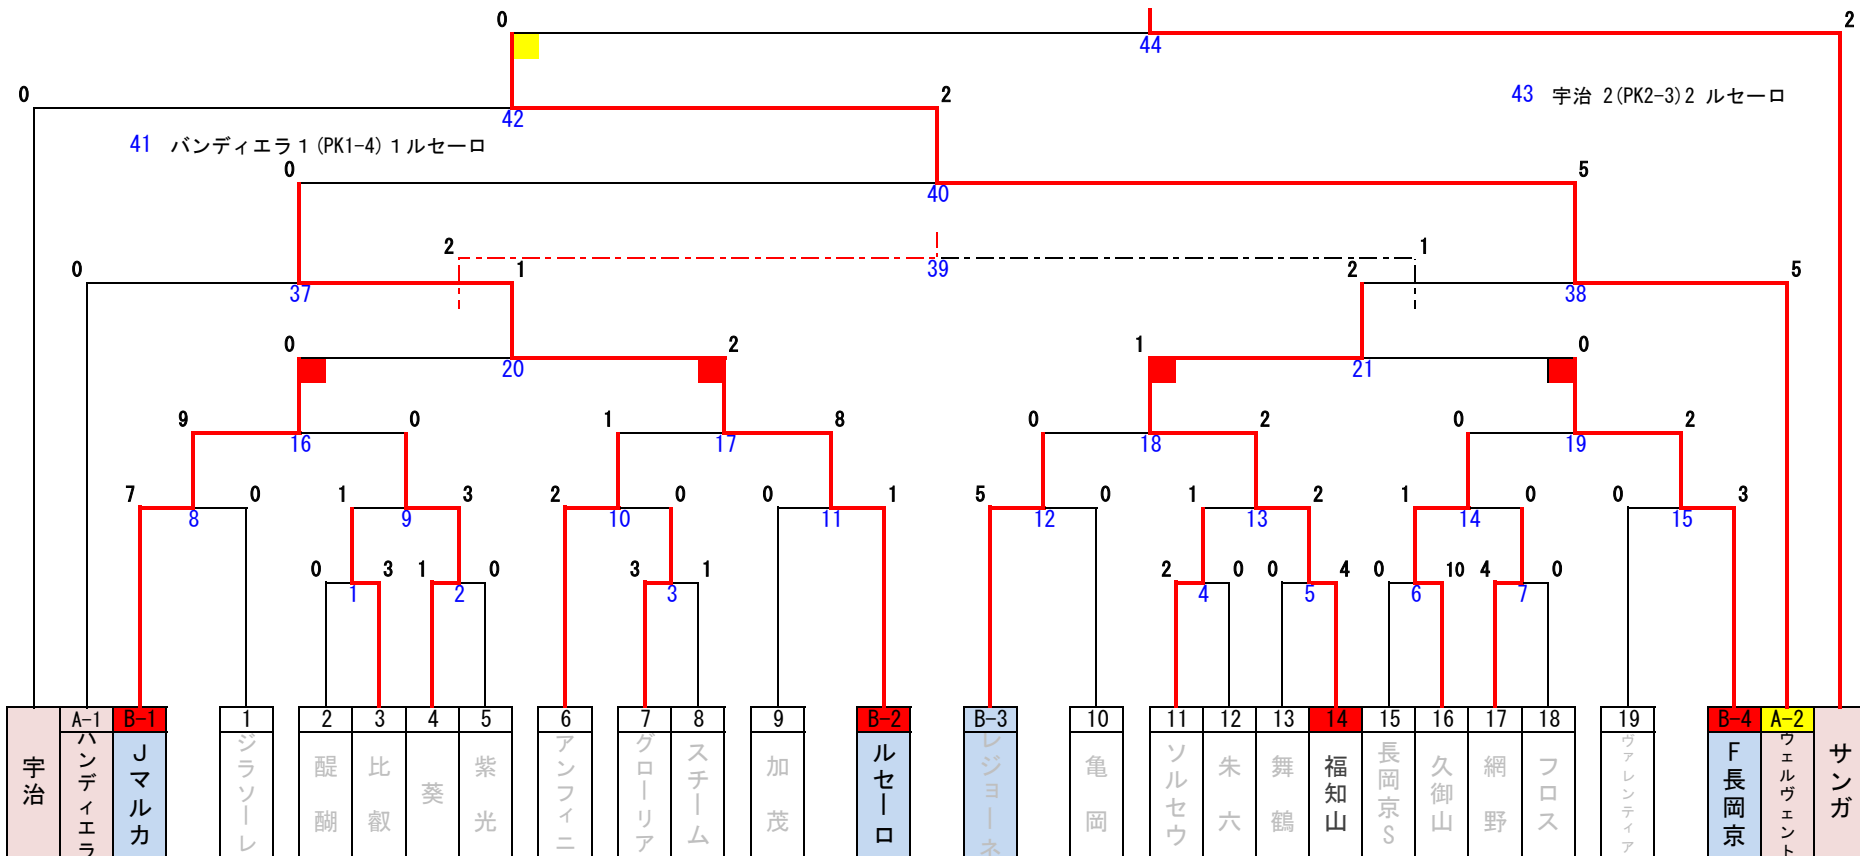 0 2
44
0 2
42
43 宇治 2(PK2-3)2 ルセーロ
41 バンディエラ 1 (PK1-4) 1 ルセーロ
0 5
40
2 1
39
0 1 2 5
37 38
0 2 1 0
20 21
9 0 1 8 0 2 0 2
16 17 18 19
7 0 1 3 2 0 0 1 5 0 1 2 1 0 0 3
8 9 10 11 12 13 14 15
0 3 1 0 3 1 2 0 0 4 0 10 4 0
1 2 3 4 5 6 7
A-1 B-1 1 2 3 4 5 6 7 8 9 B-2 B-3 10 11 12 13 14 15 16 17 18 19 B-4 A-2
宇治
バンディエラ
Jマルカ
ジラソーレ
醍醐
比叡
葵
紫光
アンフィニ
グローリア
スチーム
加茂
ルセーロ
レジョーネ
亀岡
ソルセウ
朱六
舞鶴
福知山
長岡京S
久御山
網野
フロス
ヴァレンティア
F長岡京
ヴェルヴェント
サンガ